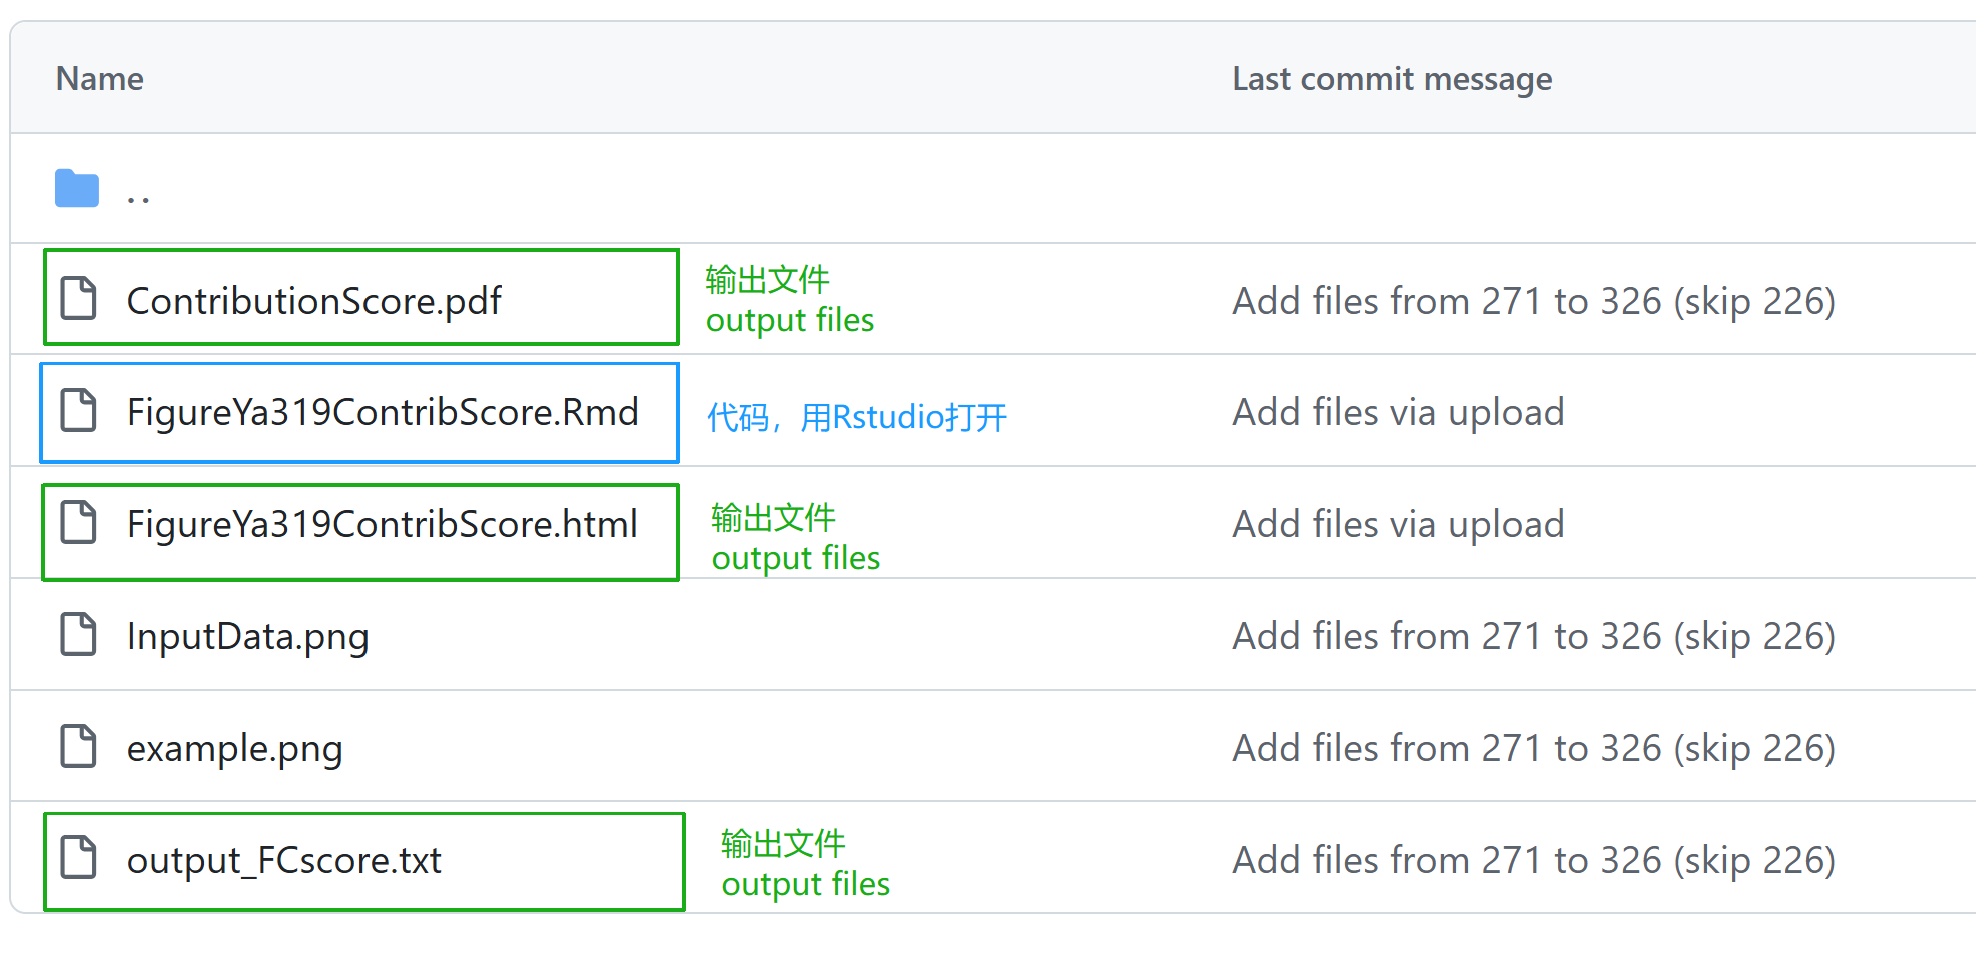 Name Last commit message
..
ContributionScore.pdf 输出文件 Add files from 271 to 326 (skip 226)
output files
FigureYa319ContribScore.Rmd 代码，用Rstudio打开 Add files via upload
FigureYa319ContribScore.html 输出文件 Add files via upload
output files
InputData.png Add files from 271 to 326 (skip 226)
example.png Add files from 271 to 326 (skip 226)
output_FCscore.txt 输出文件 Add files from 271 to 326 (skip 226)
output files